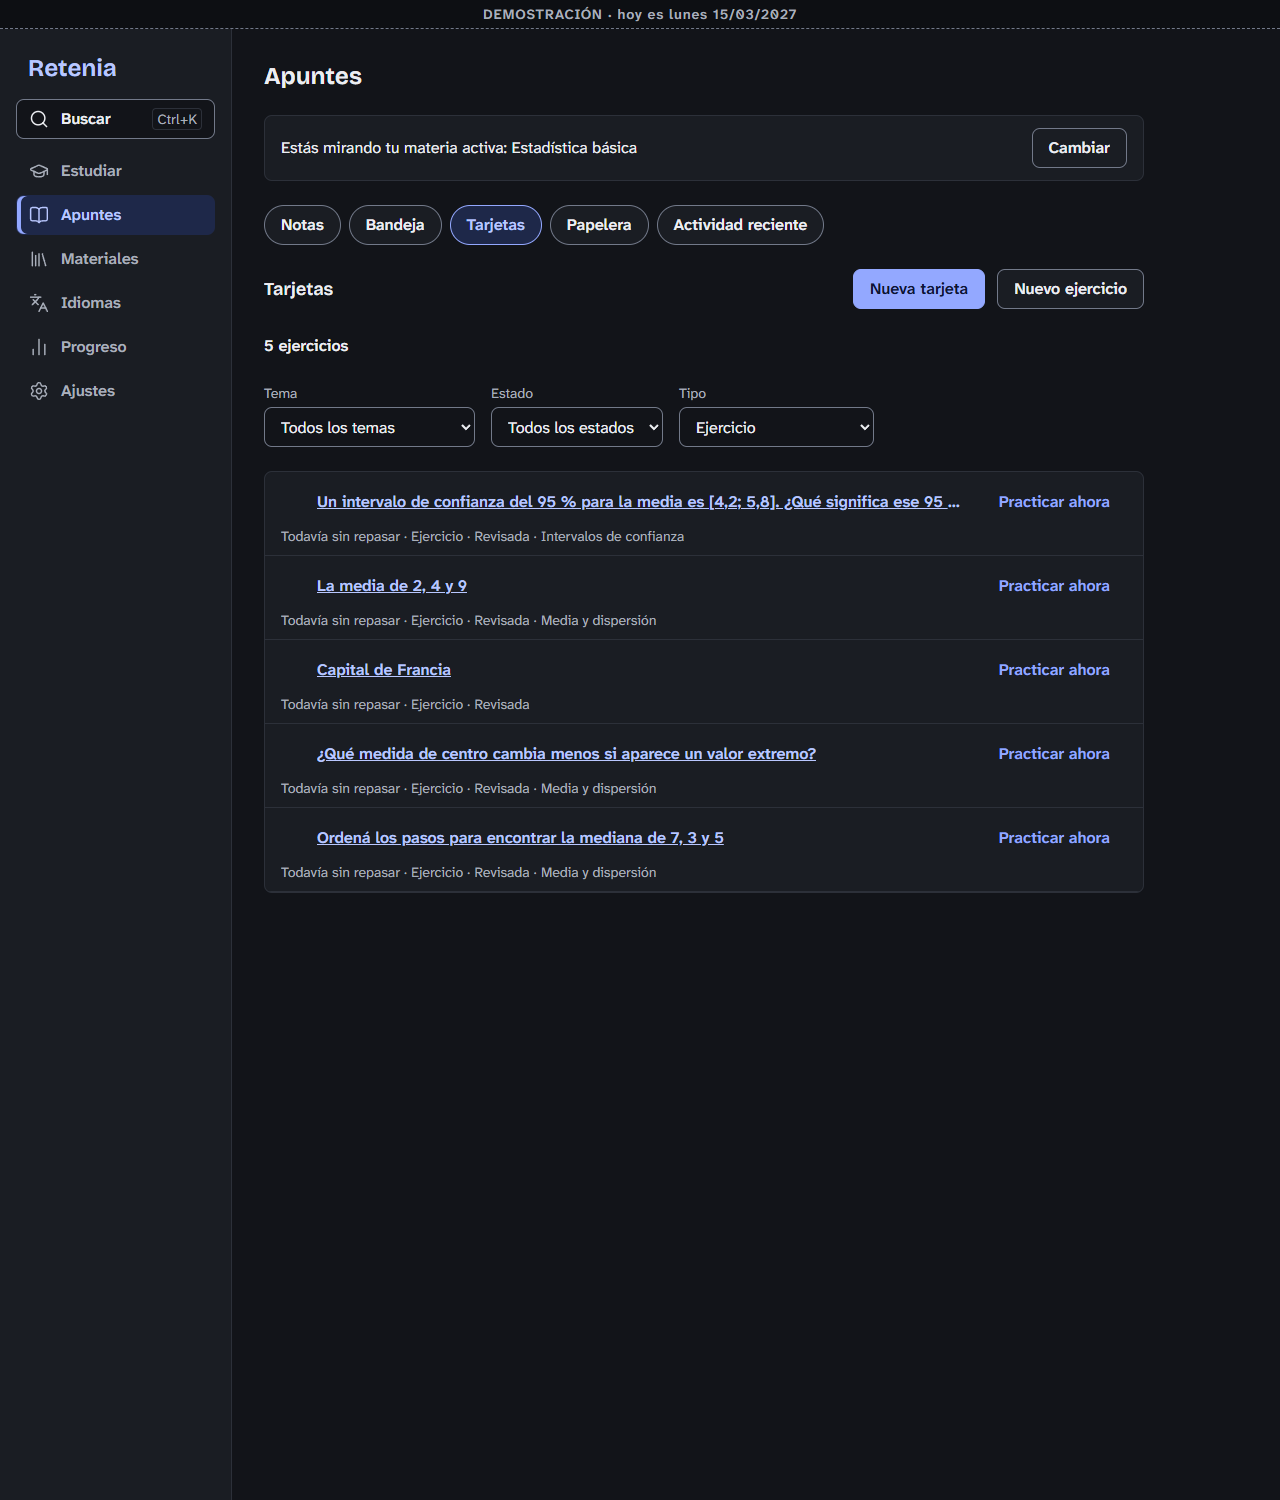 DEMOSTRACIÓN · hoy es lunes 15/03/2027
Retenia
Buscar Ctrl+K
Estudiar
Apuntes
Materiales
Idiomas
Progreso
Ajustes
Apuntes
Estás mirando tu materia activa: Estadística básica
Cambiar
Notas Bandeja Tarjetas Papelera Actividad reciente
Tarjetas
Nueva tarjeta Nuevo ejercicio
5 ejercicios
Tema Estado Tipo
Todos los temas Todos los estados Ejercicio
Un intervalo de confianza del 95 % para la media es [4,2; 5,8]. ¿Qué significa ese 95 ... Practicar ahora
Todavía sin repasar · Ejercicio · Revisada · Intervalos de confianza
La media de 2, 4 y 9 Practicar ahora
Todavía sin repasar · Ejercicio · Revisada · Media y dispersión
Capital de Francia Practicar ahora
Todavía sin repasar · Ejercicio · Revisada
¿Qué medida de centro cambia menos si aparece un valor extremo? Practicar ahora
Todavía sin repasar · Ejercicio · Revisada · Media y dispersión
Ordená los pasos para encontrar la mediana de 7, 3 y 5 Practicar ahora
Todavía sin repasar · Ejercicio · Revisada · Media y dispersión